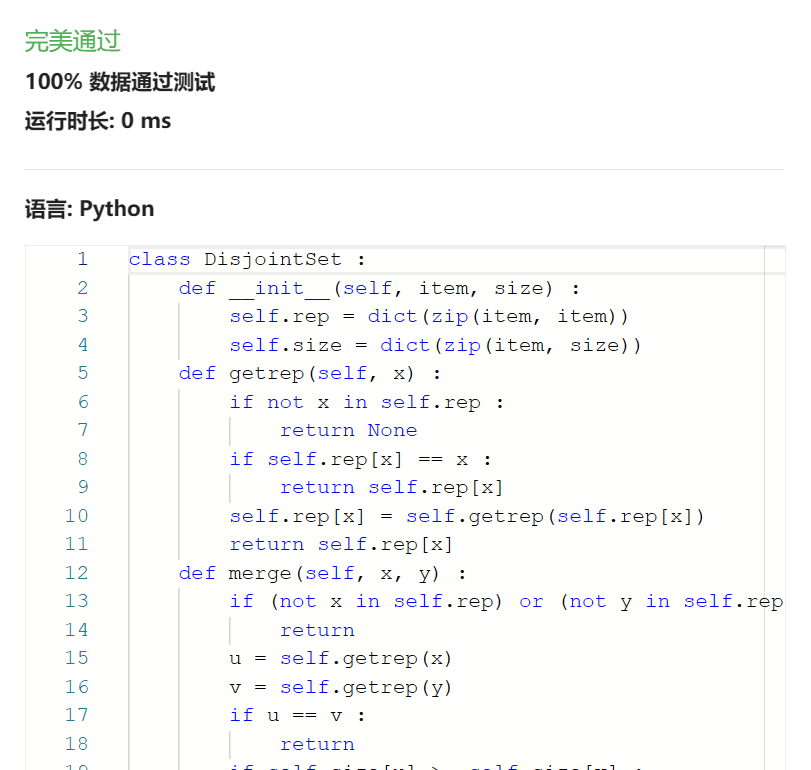 完美通过
100% 数据通过测试
运行时长: 0 ms
语言: Python
1 class DisjointSet :
2 def __init__(self, item, size) :
3 self.rep = dict(zip(item, item))
4 self.size = dict(zip(item, size))
5 def getrep(self, x) :
6 if not x in self.rep :
7 return None
8 if self.rep[x] == x :
9 return self.rep[x]
10 self.rep[x] = self.getrep(self.rep[x])
11 return self.rep[x]
12 def merge(self, x, y) :
13 if (not x in self.rep) or (not y in self.rep
14 return
15 u = self.getrep(x)
16 v = self.getrep(y)
17 if u == v :
18 return